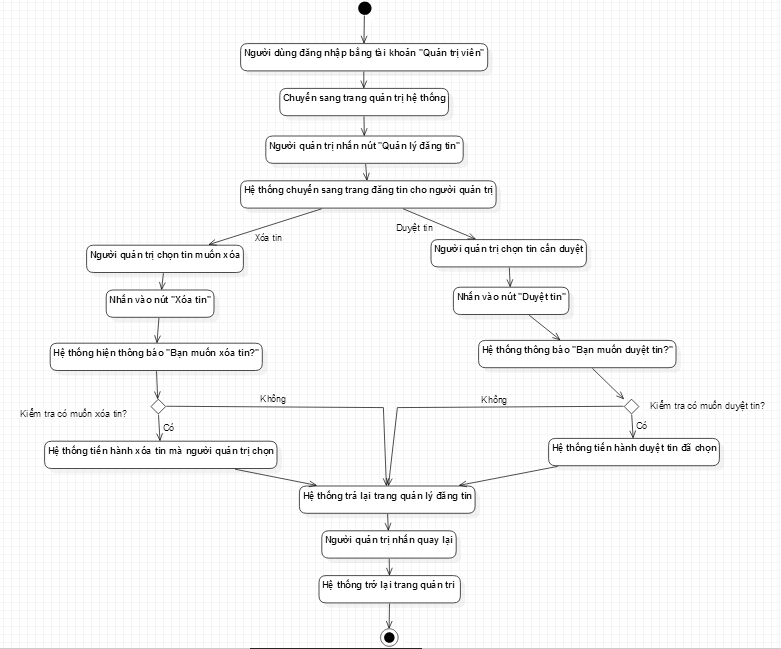 Người dùng đăng nhập bằng tài khoản "Quản trị viên"
Chuyển sang trang quản trị hệ thống
Người quản trị nhấn nút "Quản lý đăng tin"
Hệ thống chuyển sang trang đăng tin cho người quản trị
Xóa tin
Duyệt tin
Người quản trị chọn tin muốn xóa
Người quản trị chọn tin cần duyệt
Nhấn vào nút "Xóa tin"
Nhấn vào nút "Duyệt tin"
Hệ thống hiện thông báo "Bạn muốn xóa tin?"
Hệ thống thông báo "Bạn muốn duyệt tin?"
Không
Không
Kiểm tra có muốn xóa tin?
Kiểm tra có muốn duyệt tin?
Có
Có
Hệ thống tiến hành xóa tin mà người quản trị chọn
Hệ thống tiến hành duyệt tin đã chọn
Hệ thống trả lại trang quản lý đăng tin
Người quản trị nhấn quay lại
Hệ thống trở lại trang quản tri